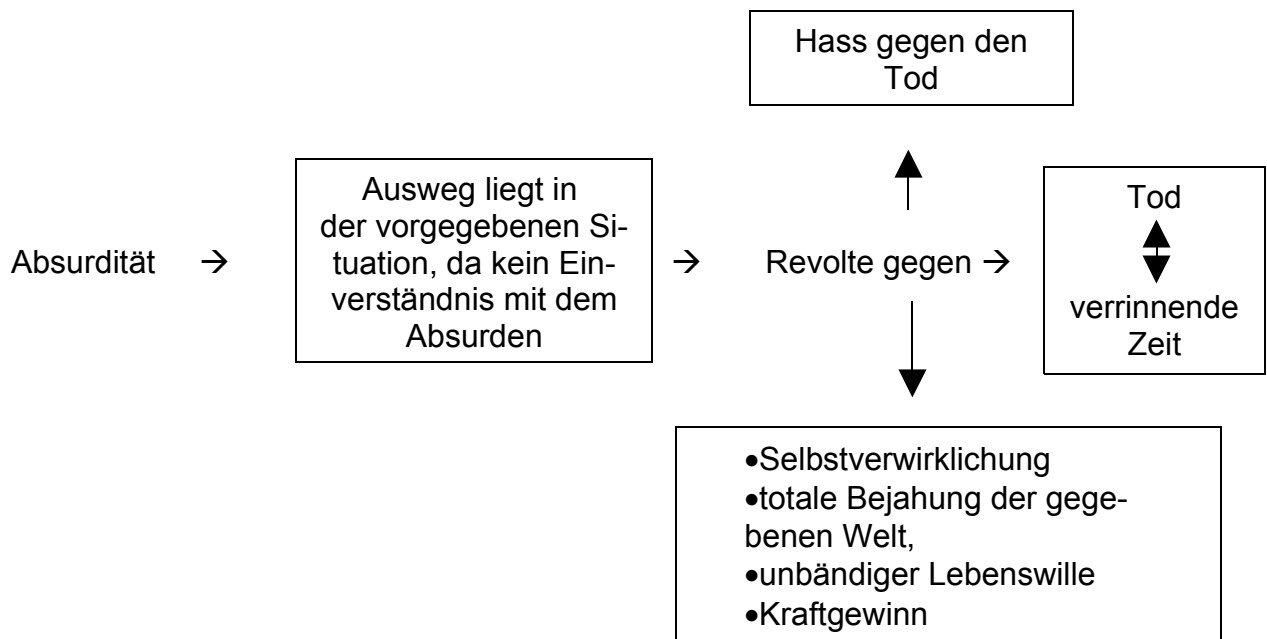 Hass gegen den
Tod
Ausweg liegt in
der vorgegebenen Si-
tuation, da kein Ein-
verständnis mit dem
Absurden
Absurdität →
→
Revolte gegen →
Tod
verrinnende
Zeit
•Selbstverwirklichung
•totale Bejahung der gege-
benen Welt,
•unbändiger Lebenswille
•Kraftgewinn